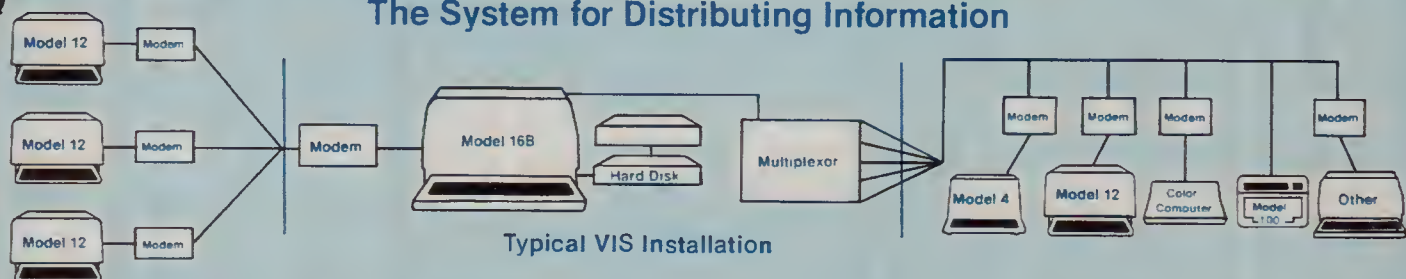 The System for Distributing Information
Model 12
Modem
Model 12
Modem
Model 12
Modem
Modem
Model 16B
Hard Disk
Multiplexor
Typical VIS Installation
Modem
Modem
Modem
Modem
Model 4
Model 12
Color
Computer
Model
100
Other